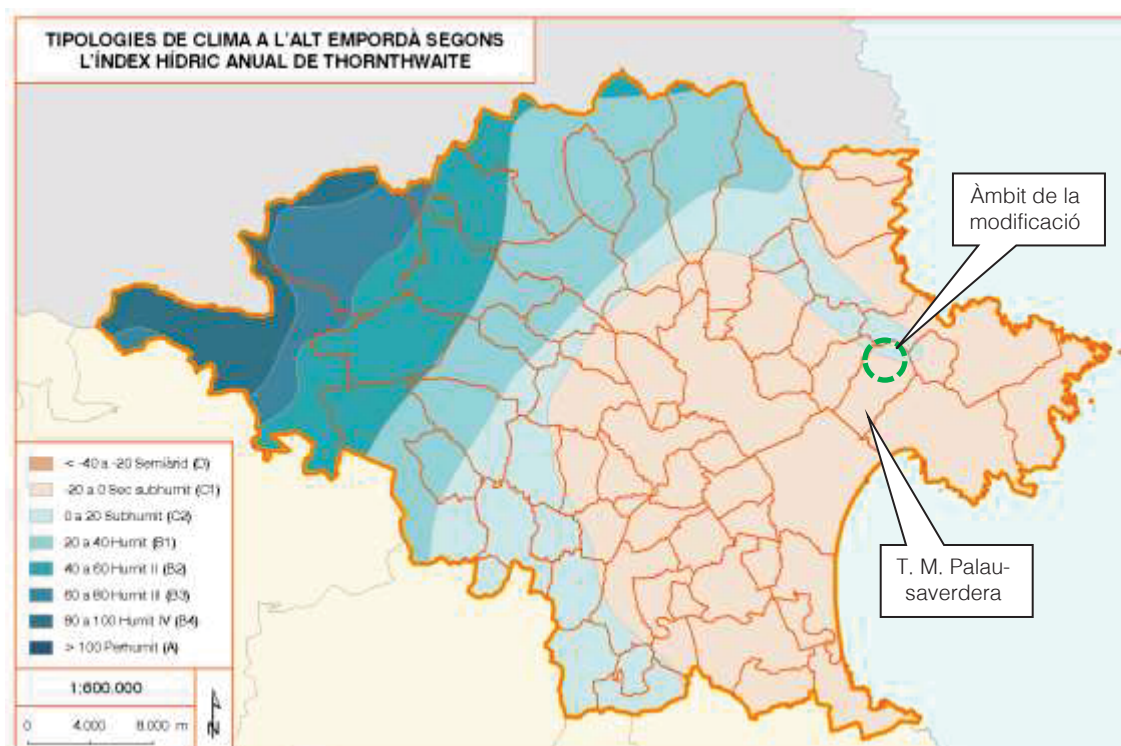 TIPOLOGIES DE CLIMA A L'ALT EMPORDÀ SEGONS
L'ÍNDEX HÍDRIC ANUAL DE THORNTHWAITE
Àmbit de la
modificació
T. M. Palau-
saverdera
< -40 a -20 Semiàrid (D)
-20 a 0 Sec subhumit (C1)
0 a 20 Subhumit (C2)
20 a 40 Humit (B1)
40 a 60 Humit II (B2)
60 a 80 Humit III (B3)
80 a 100 Humit IV (B4)
> 100 Perhumit (A)
1:600.000
0 4.000 8.000 m
N